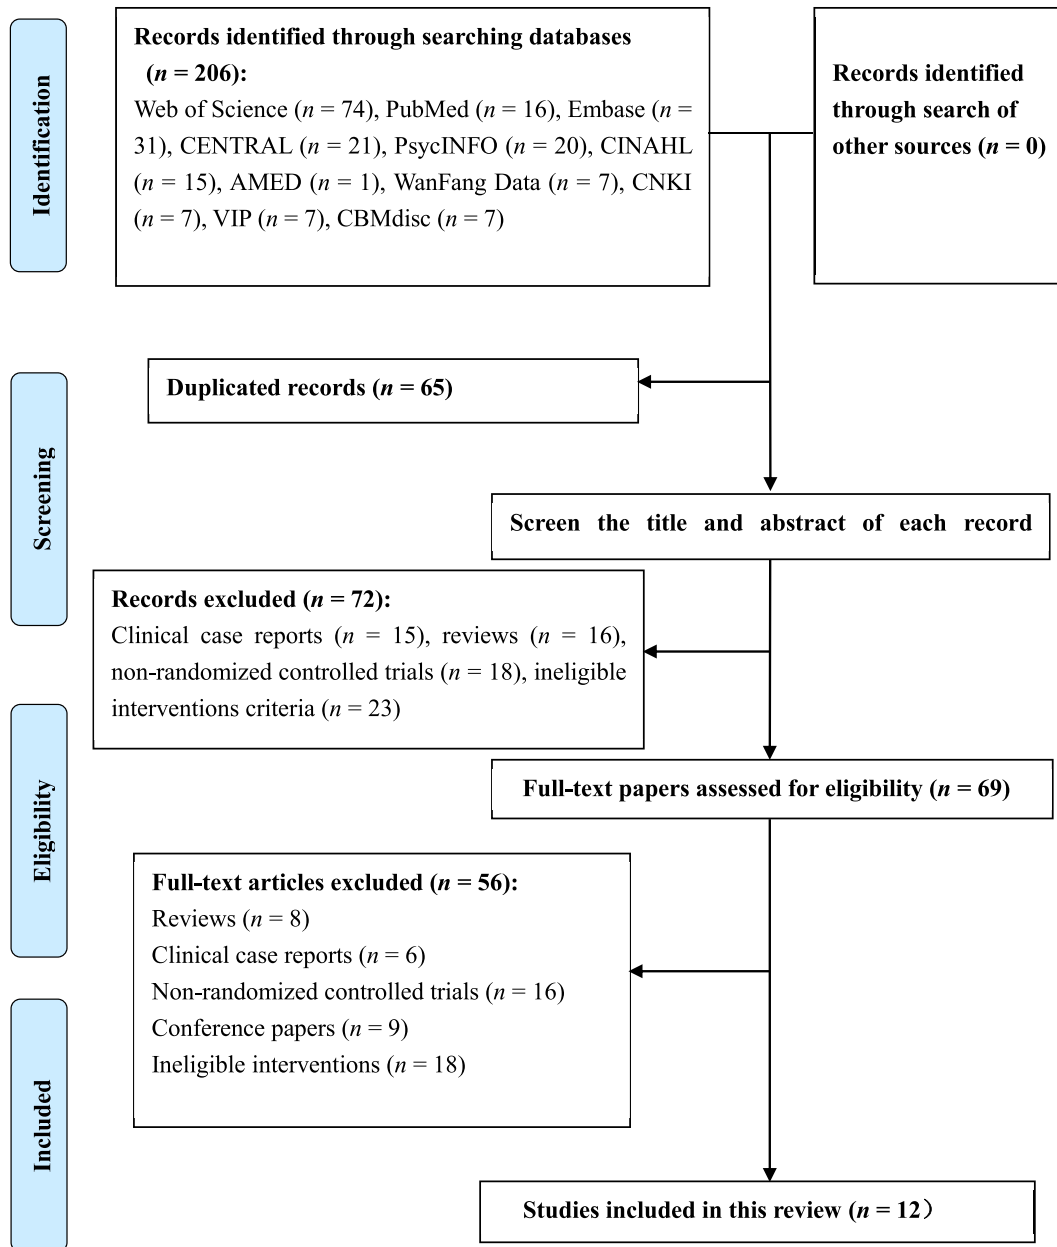 Identification
Records identified through searching databases
(n = 206):
Web of Science (n = 74), PubMed (n = 16), Embase (n =
31), CENTRAL (n = 21), PsycINFO (n = 20), CINAHL
(n = 15), AMED (n = 1), WanFang Data (n = 7), CNKI
(n = 7), VIP (n = 7), CBMdisc (n = 7)
Records identified
through search of
other sources (n = 0)
Screening
Duplicated records (n = 65)
Screen the title and abstract of each record
Records excluded (n = 72):
Clinical case reports (n = 15), reviews (n = 16),
non-randomized controlled trials (n = 18), ineligible
interventions criteria (n = 23)
Eligibility
Full-text papers assessed for eligibility (n = 69)
Full-text articles excluded (n = 56):
Reviews (n = 8)
Clinical case reports (n = 6)
Non-randomized controlled trials (n = 16)
Conference papers (n = 9)
Ineligible interventions (n = 18)
Included
Studies included in this review (n = 12）